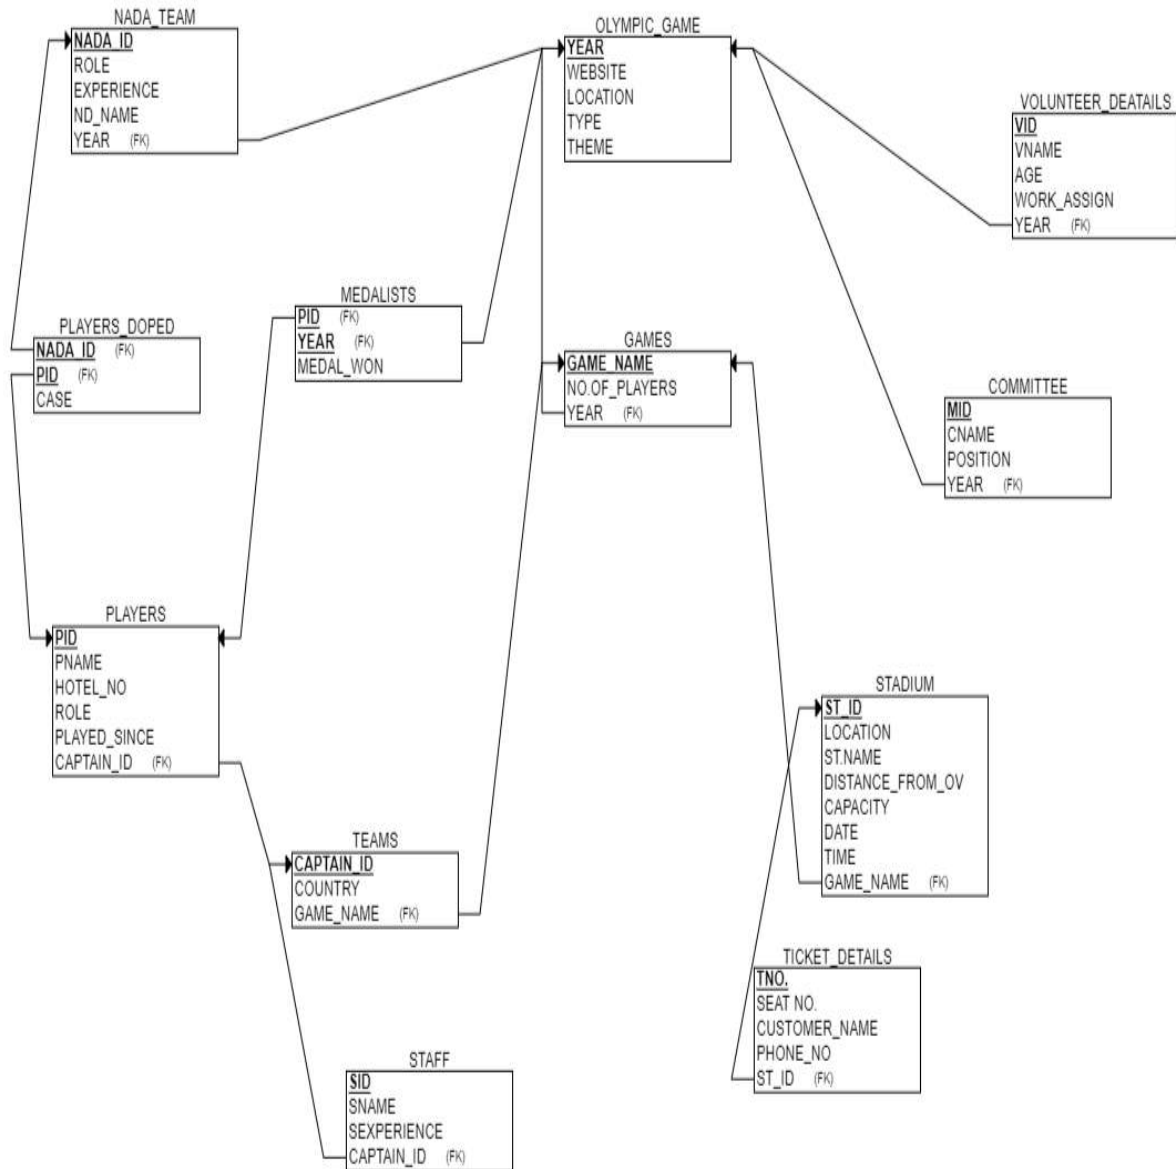 NADA_TEAM
NADA_ID
ROLE
EXPERIENCE
ND_NAME
YEAR (FK)
OLYMPIC_GAME
YEAR
WEBSITE
LOCATION
TYPE
THEME
VOLUNTEER_DEATAILS
VID
VNAME
AGE
WORK_ASSIGN
YEAR (FK)
PLAYERS_DOPED
NADA_ID (FK)
PID (FK)
CASE
MEDALISTS
PID (FK)
YEAR (FK)
MEDAL_WON
GAMES
GAME_NAME
NO.OF_PLAYERS
YEAR (FK)
COMMITTEE
MID
CNAME
POSITION
YEAR (FK)
PLAYERS
PID
PNAME
HOTEL_NO
ROLE
PLAYED_SINCE
CAPTAIN_ID (FK)
TEAMS
CAPTAIN_ID
COUNTRY
GAME_NAME (FK)
STADIUM
ST_ID
LOCATION
ST.NAME
DISTANCE_FROM_OV
CAPACITY
DATE
TIME
GAME_NAME (FK)
TICKET_DETAILS
TNO.
SEAT NO.
CUSTOMER_NAME
PHONE_NO
ST_ID (FK)
STAFF
SID
SNAME
SEXPERIENCE
CAPTAIN_ID (FK)